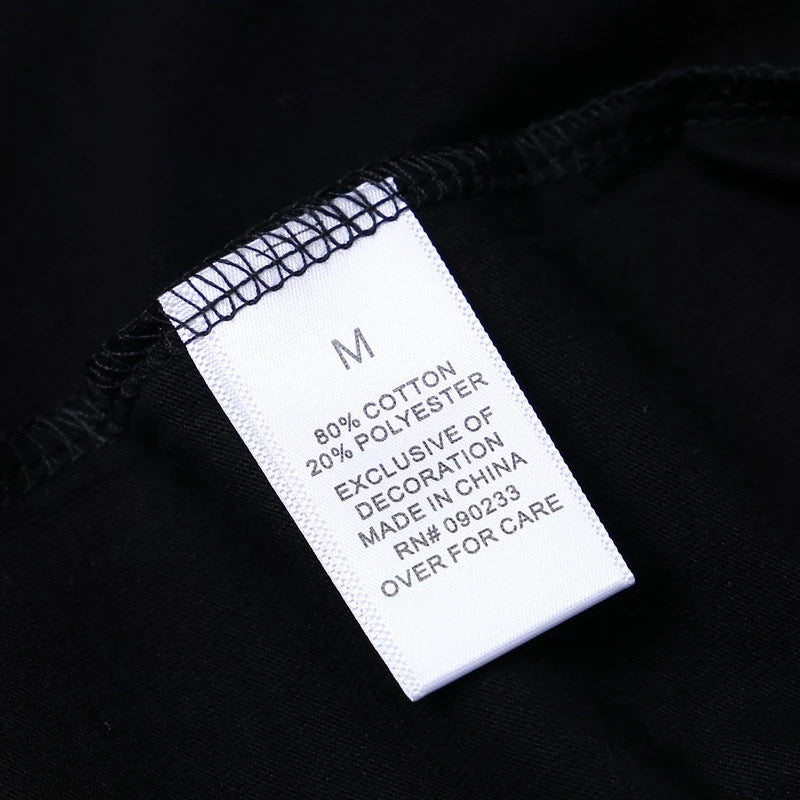 M
80% COTTON
20% POLYESTER
EXCLUSIVE OF
DECORATION
MADE IN CHINA
RN# 090233
OVER FOR CARE